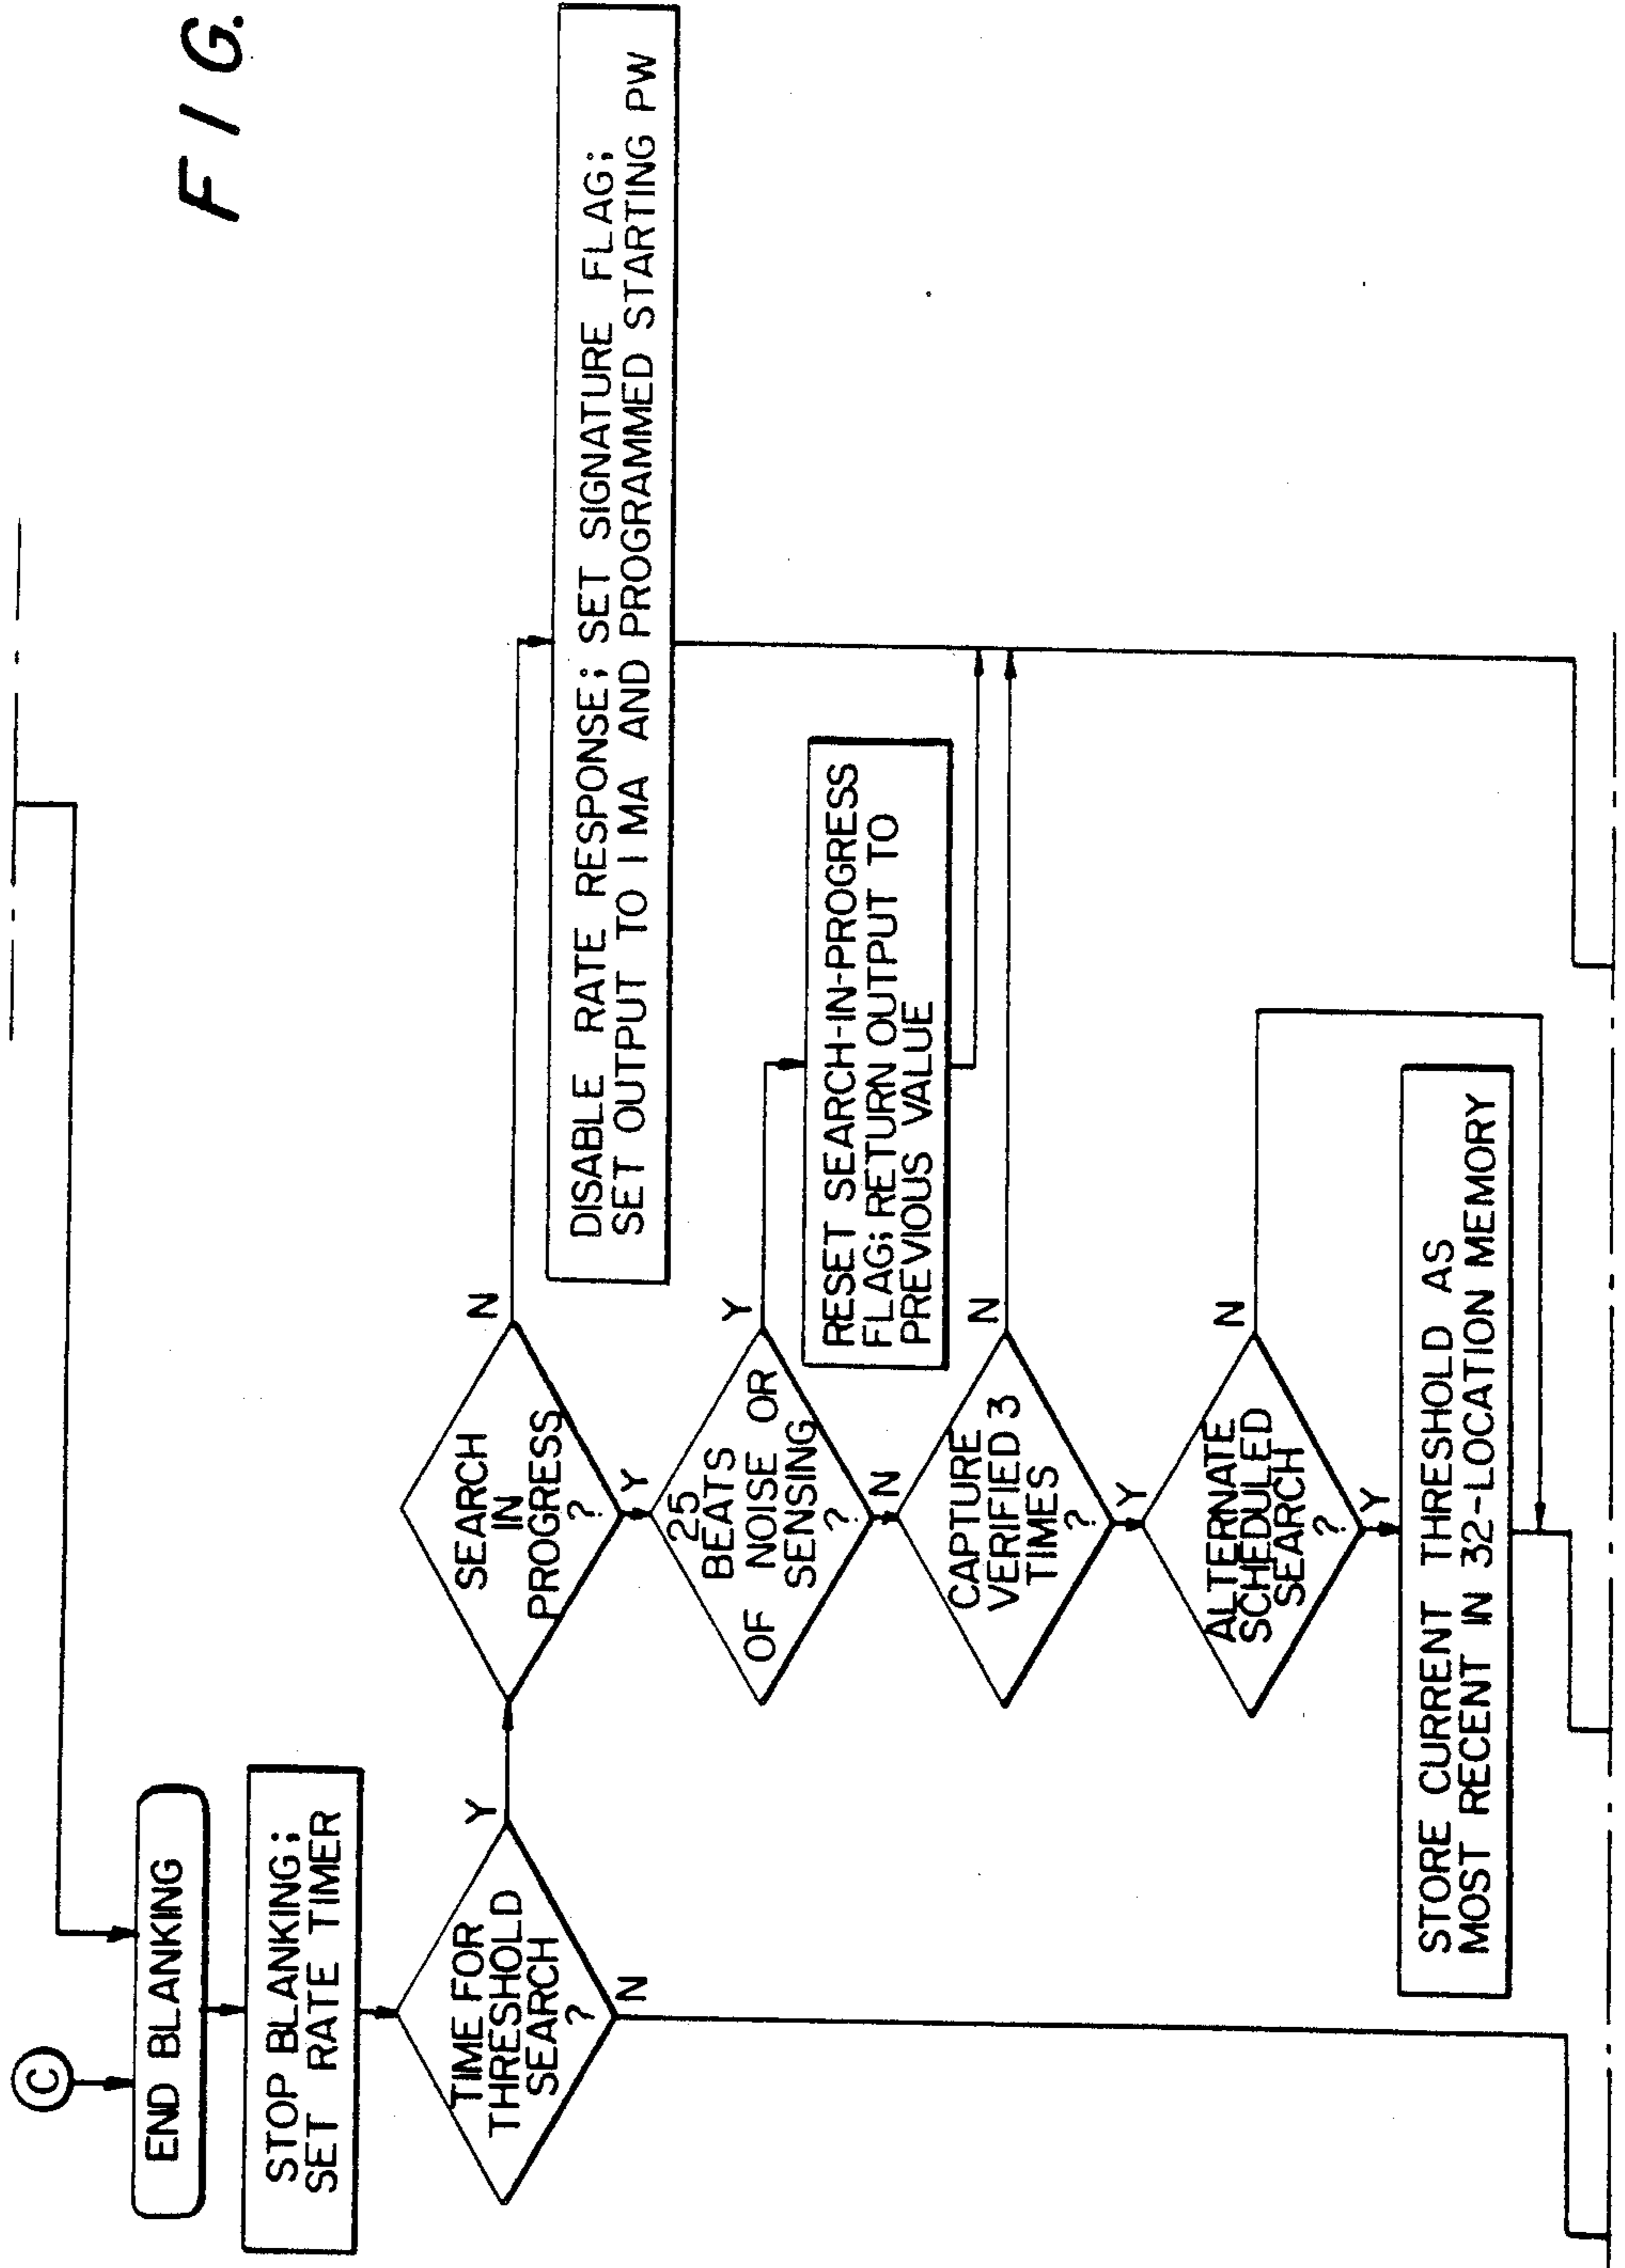 F I G.
C
END BLANKING
STOP BLANKING;
SET RATE TIMER
TIME FOR
THRESHOLD
SEARCH
?
Y
N
SEARCH
IN
PROGRESS
?
N
Y
DISABLE RATE RESPONSE; SET SIGNATURE FLAG;
SET OUTPUT TO 1 MA AND PROGRAMMED STARTING PW
25
BEATS
OF NOISE OR
SENSING
?
Y
N
RESET SEARCH-IN-PROGRESS
FLAG; RETURN OUTPUT TO
PREVIOUS VALUE
CAPTURE
VERIFIED 3
TIMES
?
N
Y
ALTERNATE
SCHEDULED
SEARCH
?
N
Y
STORE CURRENT THRESHOLD AS
MOST RECENT IN 32-LOCATION MEMORY